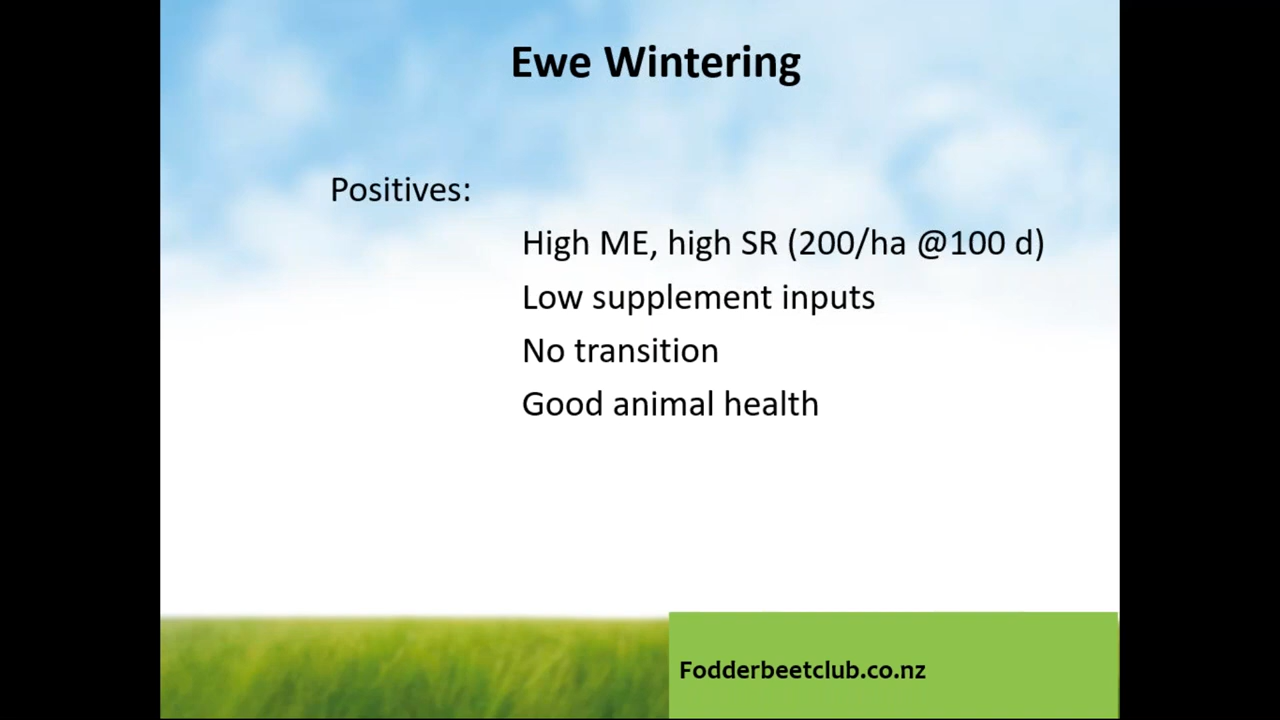 Ewe Wintering
Positives:
High ME, high SR (200/ha @100 d)
Low supplement inputs
No transition
Good animal health
Fodderbeetclub.co.nz